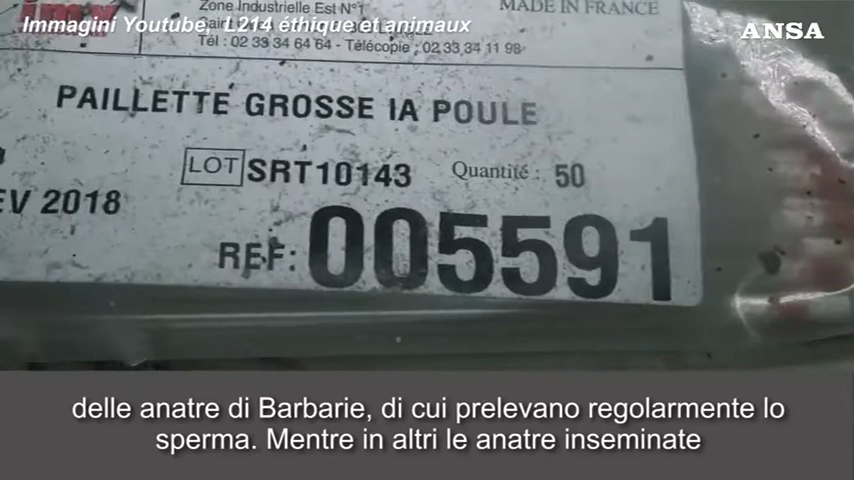 Zone Industrielle Est N°1
MADE IN FRANCE
Immagini Youtube, L214 éthique et animaux
ANSA
imv
Tél : 02 33 34 64 64 - Télécopie : 02 33 34 11 98
PAILLETTE GROSSE IA POULE
LOT SRT10143 Quantité : 50
EV 2018
REF: 005591
delle anatre di Barbarie, di cui prelevano regolarmente lo
sperma. Mentre in altri le anatre inseminate